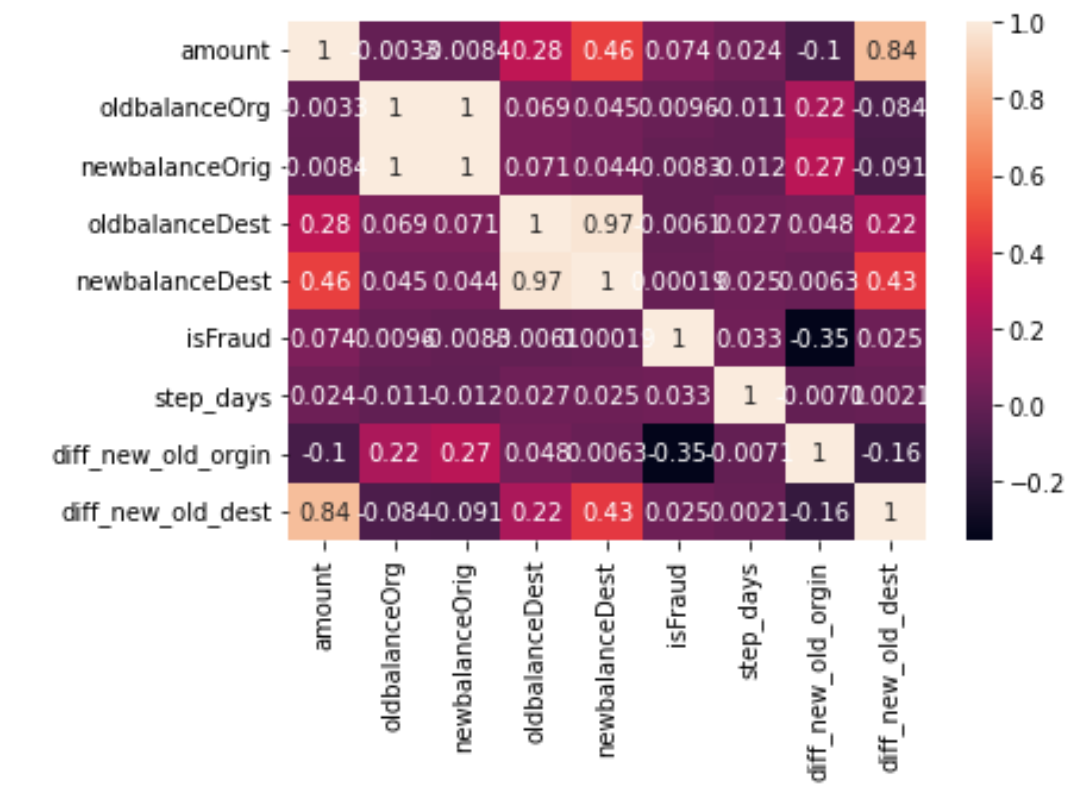 amount 1 -0.0033 -0.0084 0.28 0.46 0.074 0.024 -0.1 0.84
oldbalanceOrg -0.0033 1 1 0.069 0.045 0.0096 -0.011 0.22 -0.084
newbalanceOrig -0.0084 1 1 0.071 0.044 -0.0083 -0.012 0.27 -0.091
oldbalanceDest 0.28 0.069 0.071 1 0.97 -0.0061 0.027 0.048 0.22
newbalanceDest 0.46 0.045 0.044 0.97 1 0.00019 0.025 0.0063 0.43
isFraud 0.074 0.0096 -0.0083 -0.0061 0.00019 1 0.033 -0.35 0.025
step_days 0.024 -0.011 -0.012 0.027 0.025 0.033 1 -0.0071 0.0021
diff_new_old_orgin -0.1 0.22 0.27 0.048 0.0063 -0.35 -0.0071 1 -0.16
diff_new_old_dest 0.84 -0.084 -0.091 0.22 0.43 0.025 0.0021 -0.16 1
amount
oldbalanceOrg
newbalanceOrig
oldbalanceDest
newbalanceDest
isFraud
step_days
diff_new_old_orgin
diff_new_old_dest
1.0
0.8
0.6
0.4
0.2
0.0
−0.2